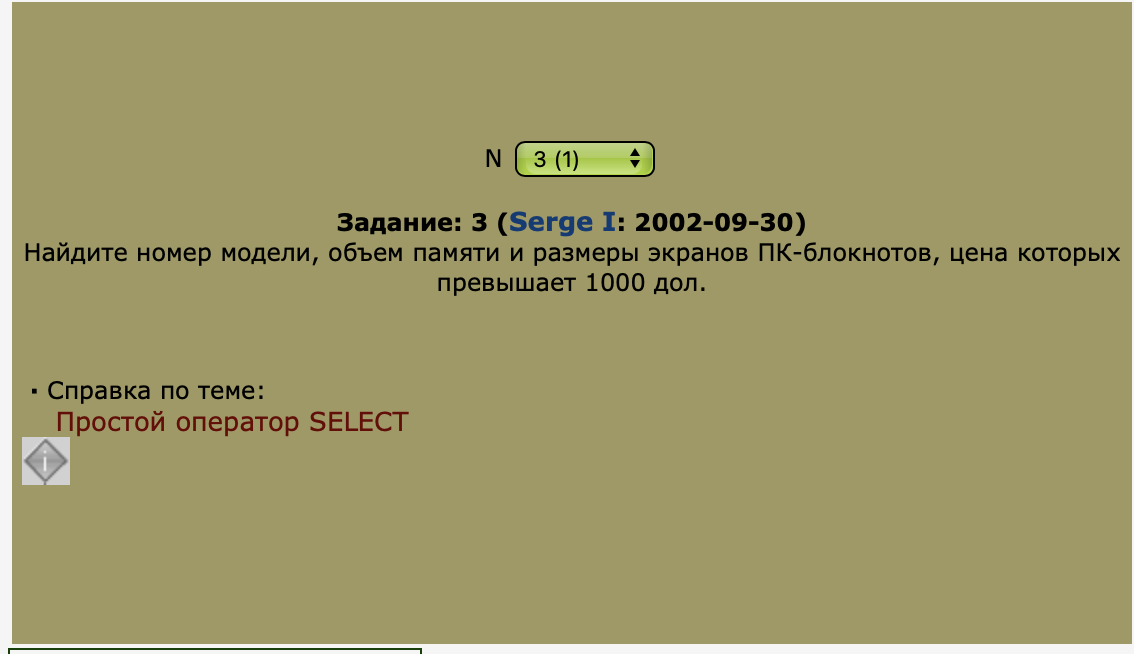 N 3 (1)
Задание: 3 (Serge I: 2002-09-30)
Найдите номер модели, объем памяти и размеры экранов ПК-блокнотов, цена которых
превышает 1000 дол.
· Справка по теме:
Простой оператор SELECT
i